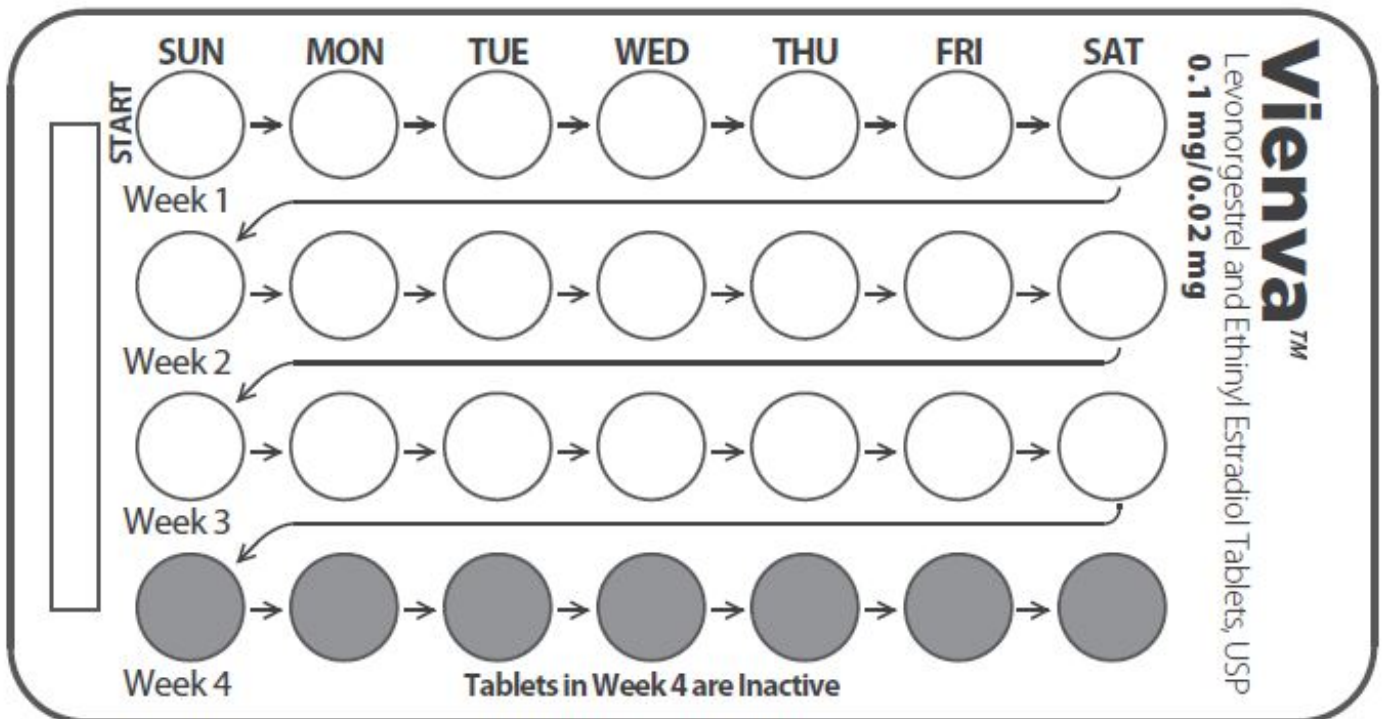 SUN MON TUE WED THU FRI SAT
START
Week 1
Week 2
Week 3
Week 4
Tablets in Week 4 are Inactive
Vienva™
Levonorgestrel and Ethinyl Estradiol Tablets, USP
0.1 mg/0.02 mg